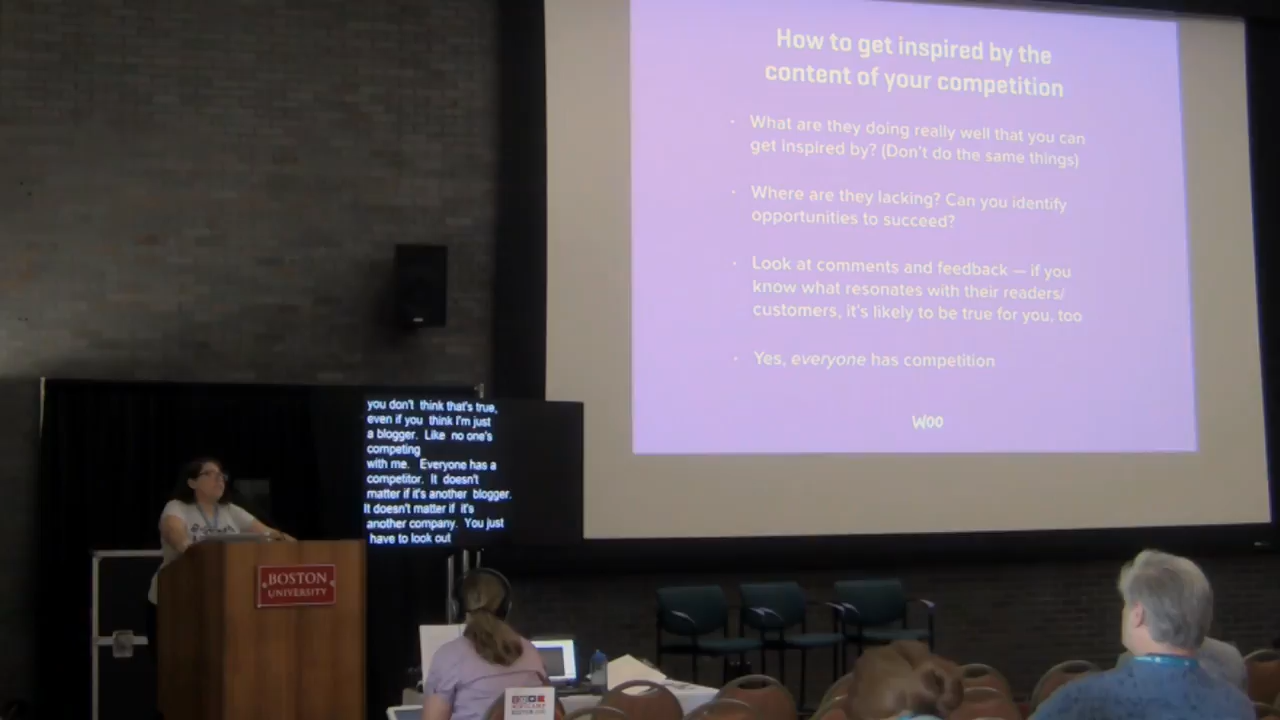 How to get inspired by the
content of your competition
· What are they doing really well that you can
get inspired by? (Don't do the same things)
· Where are they lacking? Can you identify
opportunities to succeed?
· Look at comments and feedback — if you
know what resonates with their readers/
customers, it's likely to be true for you, too
· Yes, everyone has competition
WOO
you don't think that's true,
even if you think I'm just
a blogger. Like no one's
competing
with me. Everyone has a
competitor. It doesn't
matter if it's another blogger.
It doesn't matter if it's
another company. You just
have to look out
BOSTON
UNIVERSITY